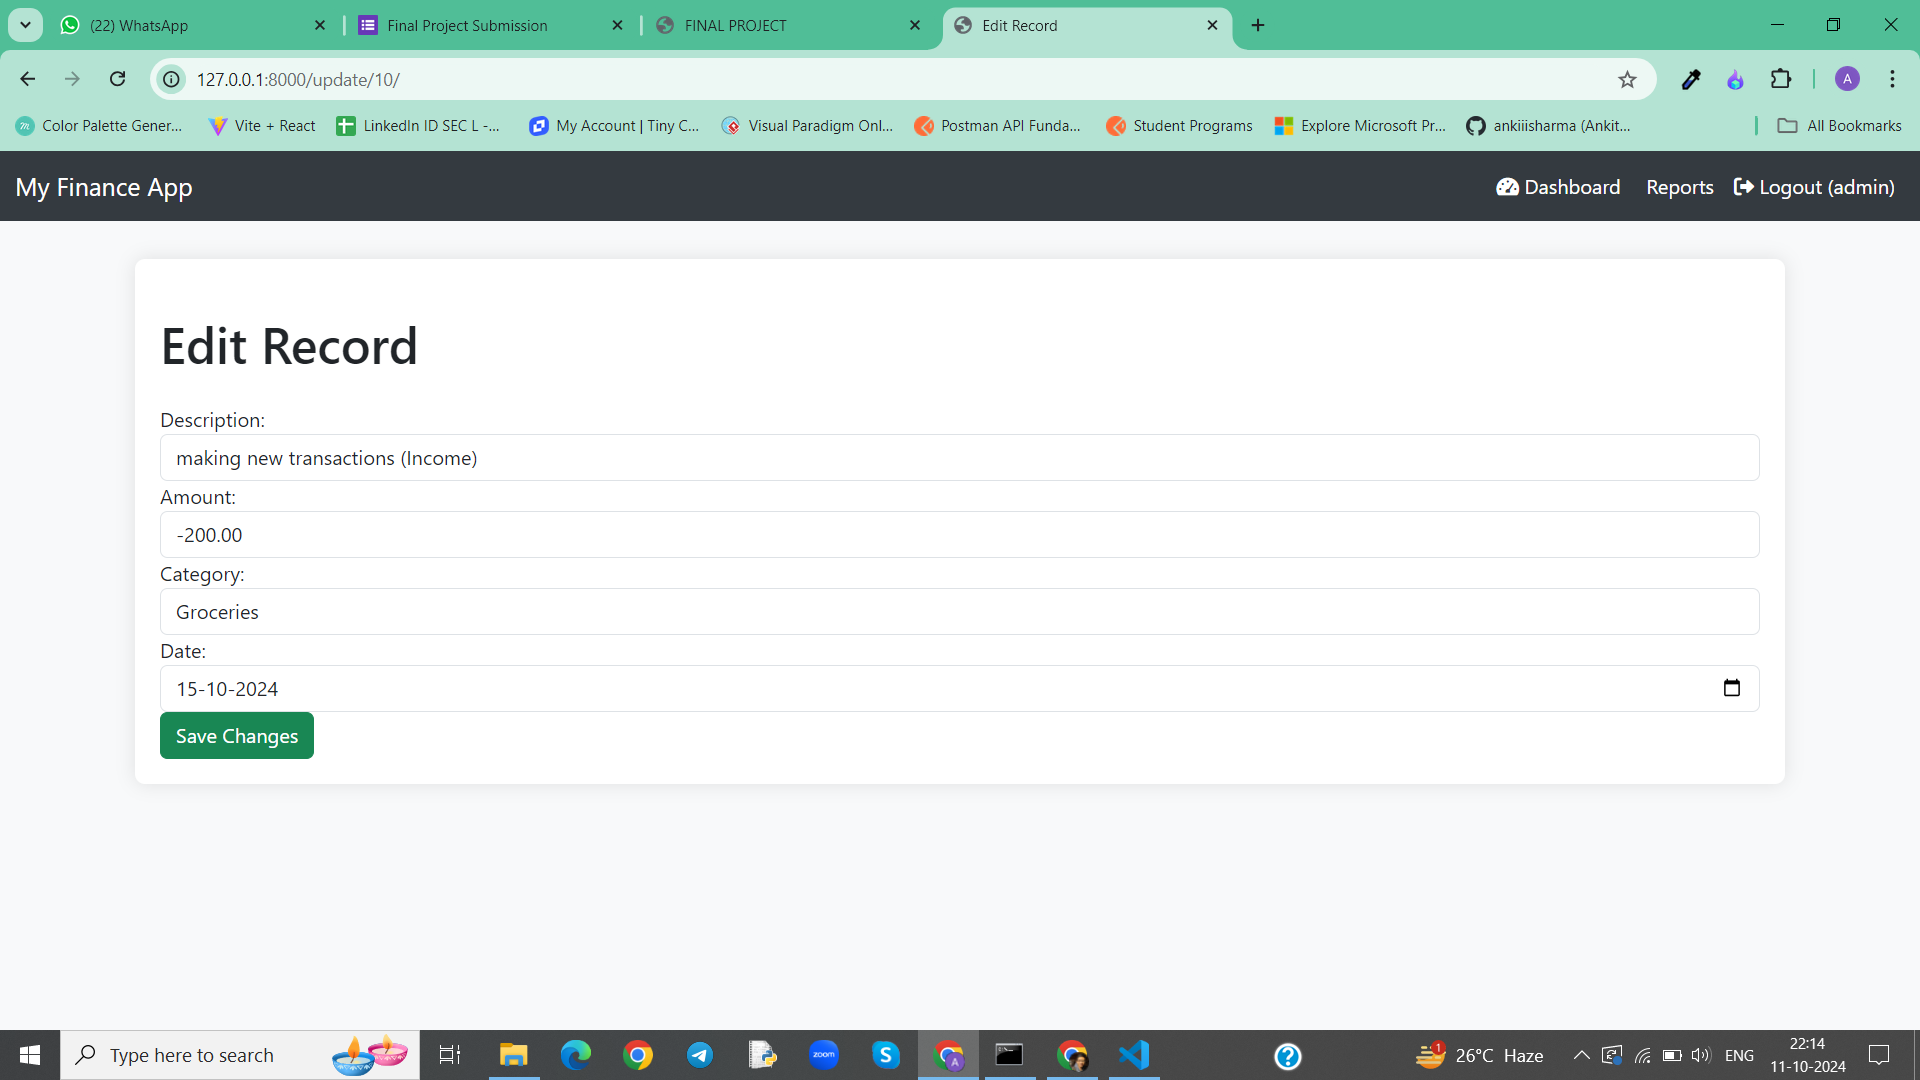 (22) WhatsApp
Final Project Submission
FINAL PROJECT
Edit Record
127.0.0.1:8000/update/10/
A
Color Palette Gener...
Vite + React
LinkedIn ID SEC L -...
My Account | Tiny C...
Visual Paradigm Onl...
Postman API Funda...
Student Programs
Explore Microsoft Pr...
ankiiisharma (Ankit...
All Bookmarks
My Finance App
Dashboard
Reports
Logout (admin)
Edit Record
Description:
making new transactions (Income)
Amount:
-200.00
Category:
Groceries
Date:
15-10-2024
Save Changes
Type here to search
zoom
S
A
1
26°C Haze
ENG
22:14
11-10-2024